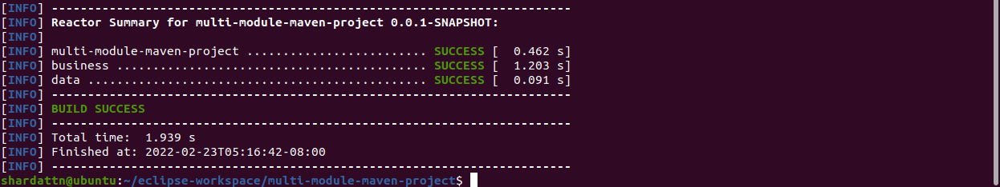 [INFO] ------------------------------------------------------------------------
[INFO] Reactor Summary for multi-module-maven-project 0.0.1-SNAPSHOT:
[INFO]
[INFO] multi-module-maven-project ......................... SUCCESS [  0.462 s]
[INFO] business ........................................... SUCCESS [  1.203 s]
[INFO] data ............................................... SUCCESS [  0.091 s]
[INFO] ------------------------------------------------------------------------
[INFO] BUILD SUCCESS
[INFO] ------------------------------------------------------------------------
[INFO] Total time:  1.939 s
[INFO] Finished at: 2022-02-23T05:16:42-08:00
[INFO] ------------------------------------------------------------------------
shardattn@ubuntu:~/eclipse-workspace/multi-module-maven-project$